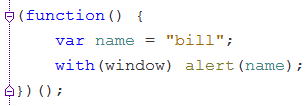 (function() {
    var name = "bill";
    with(window) alert(name);
})();